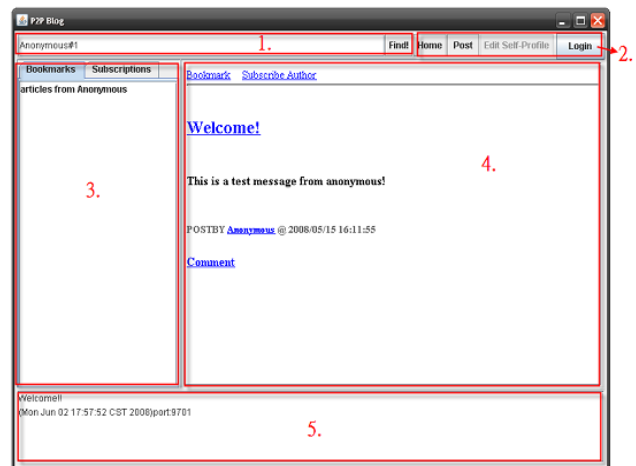 P2P Blog
Anonymous#1 1. Find! Home Post Edit Self-Profile Login 2.
Bookmarks Subscriptions
articles from Anonymous
3.
Bookmark Subscribe Author
Welcome!
This is a test message from anonymous!
4.
POSTBY Anonymous @ 2008/05/15 16:11:55
Comment
Welcome!!
(Mon Jun 02 17:57:52 CST 2008)port:9701
5.